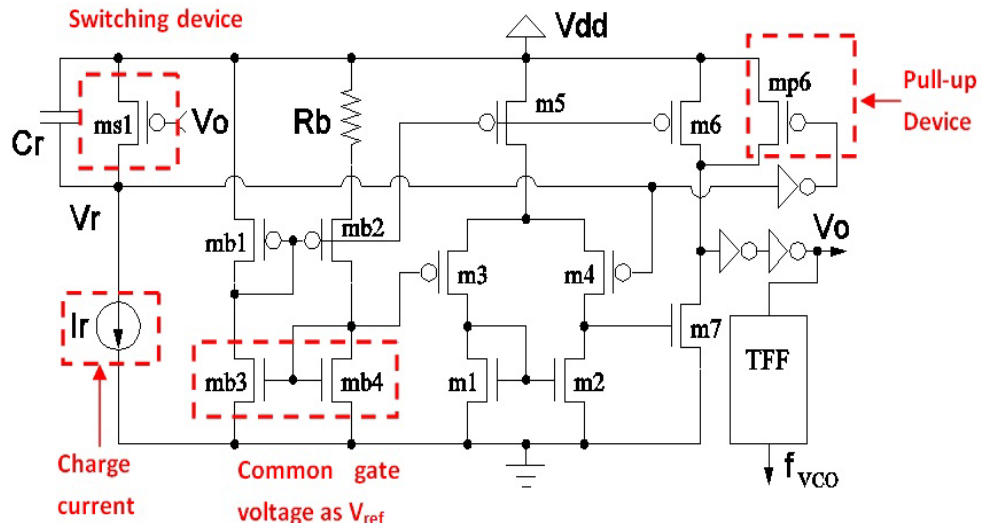 Switching device
Vdd
mp6
Pull-up
Device
ms1
Vo
Cr
Rb
m5
m6
Vr
mb1
mb2
m3
m4
Vo
Ir
m7
mb3
mb4
m1
m2
TFF
Charge
current
Common gate
voltage as Vref
fVCO